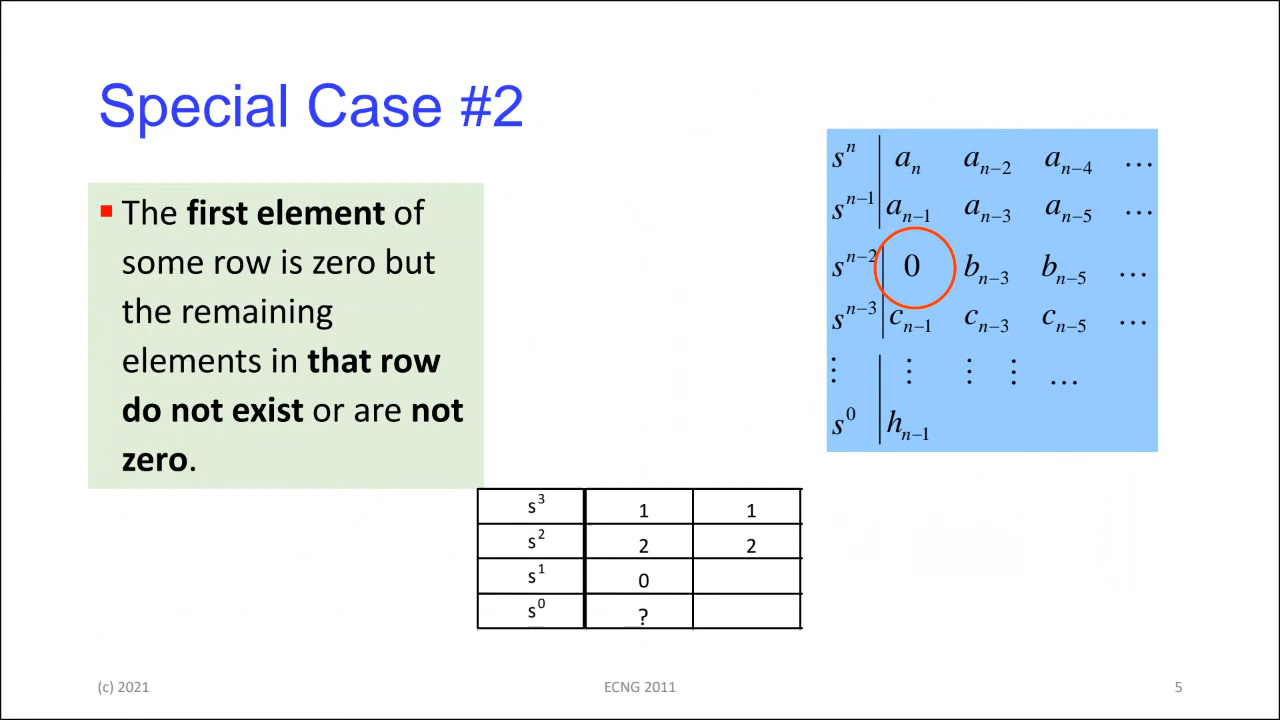 Special Case #2
▪ The first element of
some row is zero but
the remaining
elements in that row
do not exist or are not
zero.
sⁿ | aₙ aₙ₋₂ aₙ₋₄ …
sⁿ⁻¹ | aₙ₋₁ aₙ₋₃ aₙ₋₅ …
sⁿ⁻² | 0 bₙ₋₃ bₙ₋₅ …
sⁿ⁻³ | cₙ₋₁ cₙ₋₃ cₙ₋₅ …
⋮ | ⋮ ⋮ ⋮ …
s⁰ | hₙ₋₁
s³ 1 1
s² 2 2
s¹ 0
s⁰ ?
(c) 2021 ECNG 2011 5